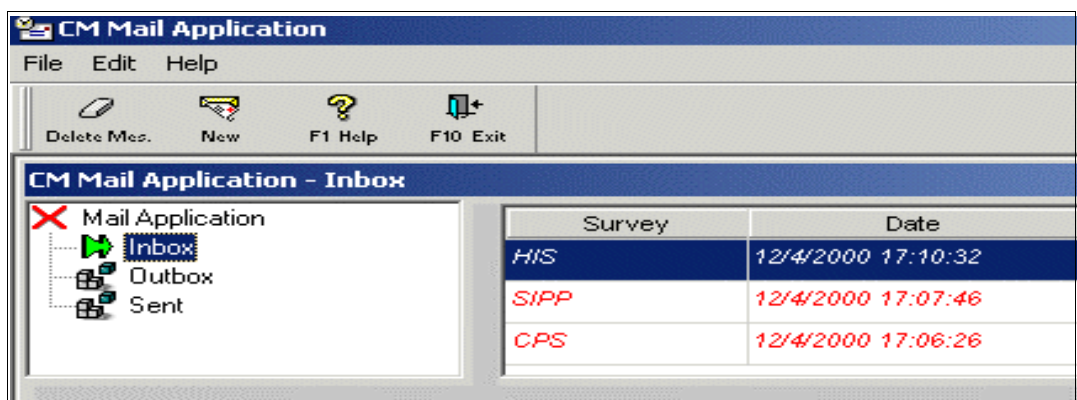 CM Mail Application
File Edit Help
Delete Mes. New F1 Help F10 Exit
CM Mail Application - Inbox
Mail Application
Inbox
Outbox
Sent
Survey Date
HIS 12/4/2000 17:10:32
SIPP 12/4/2000 17:07:46
CPS 12/4/2000 17:06:26